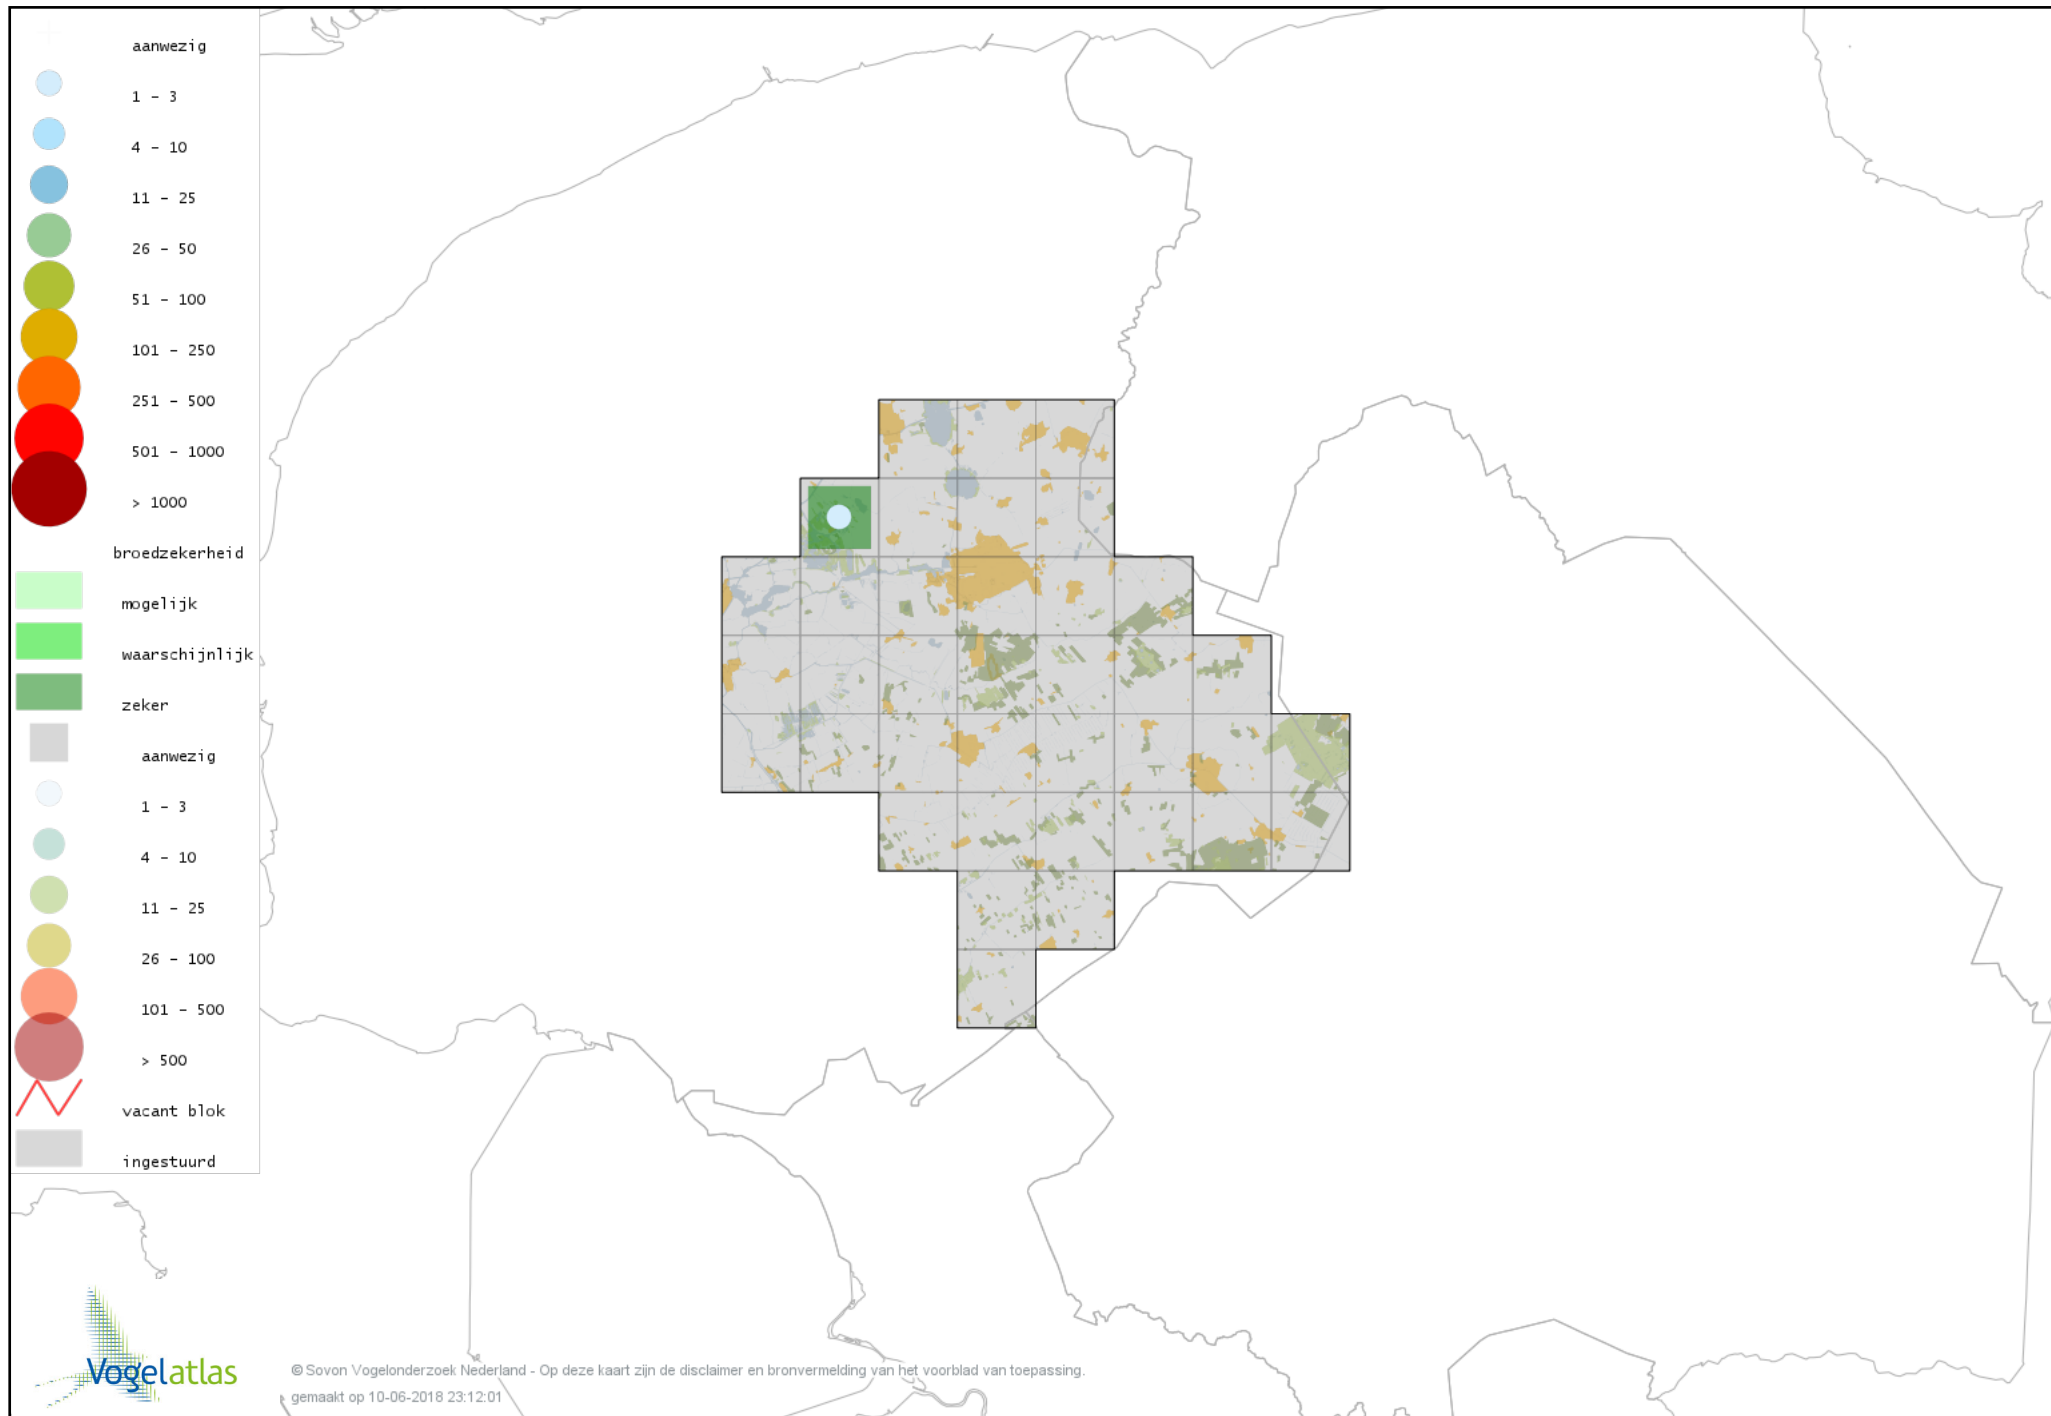 aanwezig
1 - 3
4 - 10
11 - 25
26 - 50
51 - 100
101 - 250
251 - 500
501 - 1000
> 1000
broedzekerheid
mogelijk
waarschijnlijk
zeker
aanwezig
1 - 3
4 - 10
11 - 25
26 - 100
101 - 500
> 500
vacant blok
ingestuurd
Vogelatlas
© Sovon Vogelonderzoek Nederland - Op deze kaart zijn de disclaimer en bronvermelding van het voorblad van toepassing.
gemaakt op 10-06-2018 23:12:01